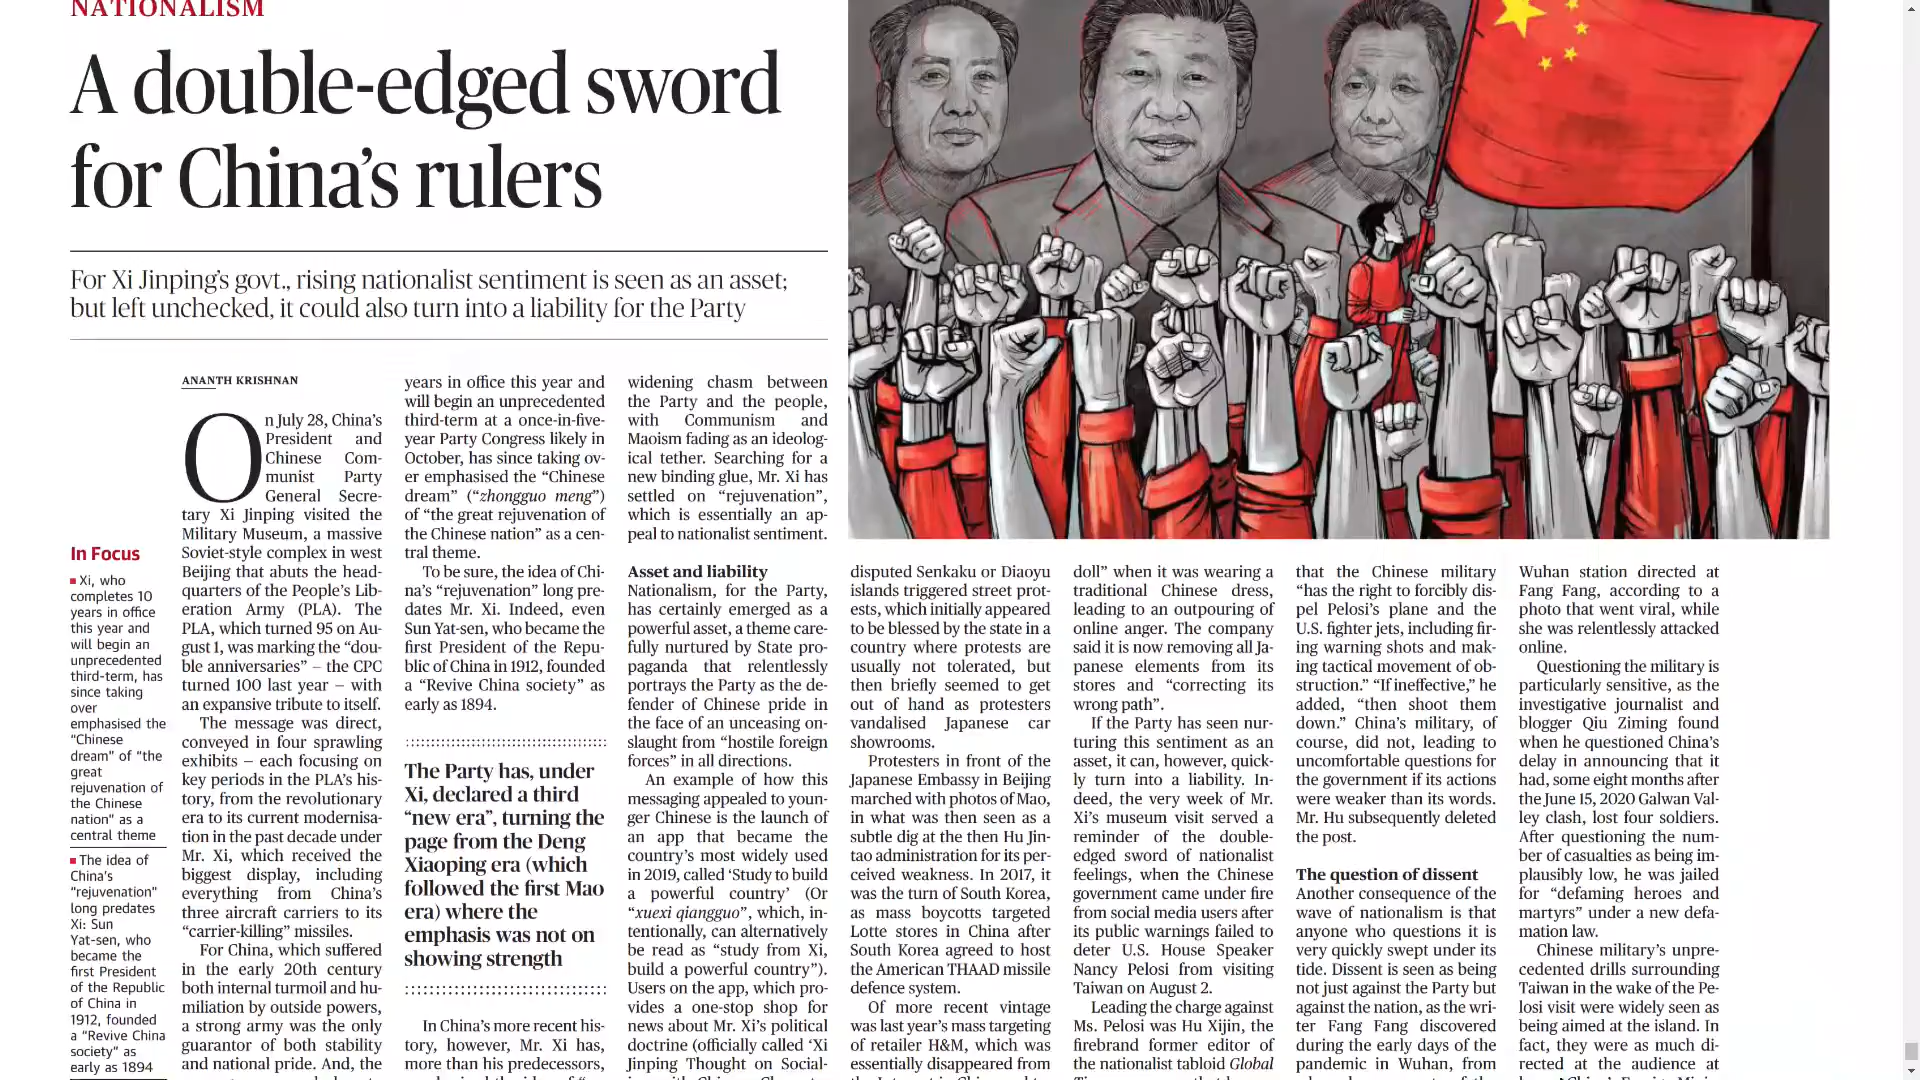 NATIONALISM
A double-edged sword
for China's rulers
For Xi Jinping's govt., rising nationalist sentiment is seen as an asset;
but left unchecked, it could also turn into a liability for the Party
In Focus
Xi, who
completes 10
years in office
this year and
will begin an
unprecedented
third-term, has
since taking
over
emphasised the
“Chinese
dream” of “the
great
rejuvenation of
the Chinese
nation” as a
central theme
The idea of
China's
“rejuvenation”
long predates
Xi: Sun
Yat-sen, who
became the
first President
of the Republic
of China in
1912, founded
a “Revive China
society” as
early as 1894
ANANTH KRISHNAN
On July 28, China's
President and
Chinese Com-
munist Party
General Secre-
tary Xi Jinping visited the
Military Museum, a massive
Soviet-style complex in west
Beijing that abuts the head-
quarters of the People's Lib-
eration Army (PLA). The
PLA, which turned 95 on Au-
gust 1, was marking the “dou-
ble anniversaries” – the CPC
turned 100 last year – with
an expansive tribute to itself.
The message was direct,
conveyed in four sprawling
exhibits – each focusing on
key periods in the PLA's his-
tory, from the revolutionary
era to its current modernisa-
tion in the past decade under
Mr. Xi, which received the
biggest display, including
everything from China's
three aircraft carriers to its
“carrier-killing” missiles.
For China, which suffered
in the early 20th century
both internal turmoil and hu-
miliation by outside powers,
a strong army was the only
guarantor of both stability
and national pride. And, the
years in office this year and
will begin an unprecedented
third-term at a once-in-five-
year Party Congress likely in
October, has since taking ov-
er emphasised the “Chinese
dream” (“zhongguo meng”)
of “the great rejuvenation of
the Chinese nation” as a cen-
tral theme.
To be sure, the idea of Chi-
na's “rejuvenation” long pre-
dates Mr. Xi. Indeed, even
Sun Yat-sen, who became the
first President of the Repu-
blic of China in 1912, founded
a “Revive China society” as
early as 1894.
The Party has, under
Xi, declared a third
“new era”, turning the
page from the Deng
Xiaoping era (which
followed the first Mao
era) where the
emphasis was not on
showing strength
In China's more recent his-
tory, however, Mr. Xi has,
more than his predecessors,
widening chasm between
the Party and the people,
with Communism and
Maoism fading as an ideolog-
ical tether. Searching for a
new binding glue, Mr. Xi has
settled on “rejuvenation”,
which is essentially an ap-
peal to nationalist sentiment.
Asset and liability
Nationalism, for the Party,
has certainly emerged as a
powerful asset, a theme care-
fully nurtured by State pro-
paganda that relentlessly
portrays the Party as the de-
fender of Chinese pride in
the face of an unceasing on-
slaught from “hostile foreign
forces” in all directions.
An example of how this
messaging appealed to youn-
ger Chinese is the launch of
an app that became the
country's most widely used
in 2019, called ‘Study to build
a powerful country’ (Or
“xuexi qiangguo”, which, in-
tentionally, can alternatively
be read as “study from Xi,
build a powerful country”).
Users on the app, which pro-
vides a one-stop shop for
news about Mr. Xi's political
doctrine (officially called ‘Xi
Jinping Thought on Social-
disputed Senkaku or Diaoyu
islands triggered street prot-
ests, which initially appeared
to be blessed by the state in a
country where protests are
usually not tolerated, but
then briefly seemed to get
out of hand as protesters
vandalised Japanese car
showrooms.
Protesters in front of the
Japanese Embassy in Beijing
marched with photos of Mao,
in what was then seen as a
subtle dig at the then Hu Jin-
tao administration for its per-
ceived weakness. In 2017, it
was the turn of South Korea,
as mass boycotts targeted
Lotte stores in China after
South Korea agreed to host
the American THAAD missile
defence system.
Of more recent vintage
was last year's mass targeting
of retailer H&M, which was
essentially disappeared from
doll” when it was wearing a
traditional Chinese dress,
leading to an outpouring of
online anger. The company
said it is now removing all Ja-
panese elements from its
stores and “correcting its
wrong path”.
If the Party has seen nur-
turing this sentiment as an
asset, it can, however, quick-
ly turn into a liability. In-
deed, the very week of Mr.
Xi's museum visit served a
reminder of the double-
edged sword of nationalist
feelings, when the Chinese
government came under fire
from social media users after
its public warnings failed to
deter U.S. House Speaker
Nancy Pelosi from visiting
Taiwan on August 2.
Leading the charge against
Ms. Pelosi was Hu Xijin, the
firebrand former editor of
the nationalist tabloid Global
that the Chinese military
“has the right to forcibly dis-
pel Pelosi's plane and the
U.S. fighter jets, including fir-
ing warning shots and mak-
ing tactical movement of ob-
struction.” “If ineffective,” he
added, “then shoot them
down.” China's military, of
course, did not, leading to
uncomfortable questions for
the government if its actions
were weaker than its words.
Mr. Hu subsequently deleted
the post.
The question of dissent
Another consequence of the
wave of nationalism is that
anyone who questions it is
very quickly swept under its
tide. Dissent is seen as being
not just against the Party but
against the nation, as the wri-
ter Fang Fang discovered
during the early days of the
pandemic in Wuhan, from
Wuhan station directed at
Fang Fang, according to a
photo that went viral, while
she was relentlessly attacked
online.
Questioning the military is
particularly sensitive, as the
investigative journalist and
blogger Qiu Ziming found
when he questioned China's
delay in announcing that it
had, some eight months after
the June 15, 2020 Galwan Val-
ley clash, lost four soldiers.
After questioning the num-
ber of casualties as being im-
plausibly low, he was jailed
for “defaming heroes and
martyrs” under a new defa-
mation law.
Chinese military's unpre-
cedented drills surrounding
Taiwan in the wake of the Pe-
losi visit were widely seen as
being aimed at the island. In
fact, they were as much di-
rected at the audience at